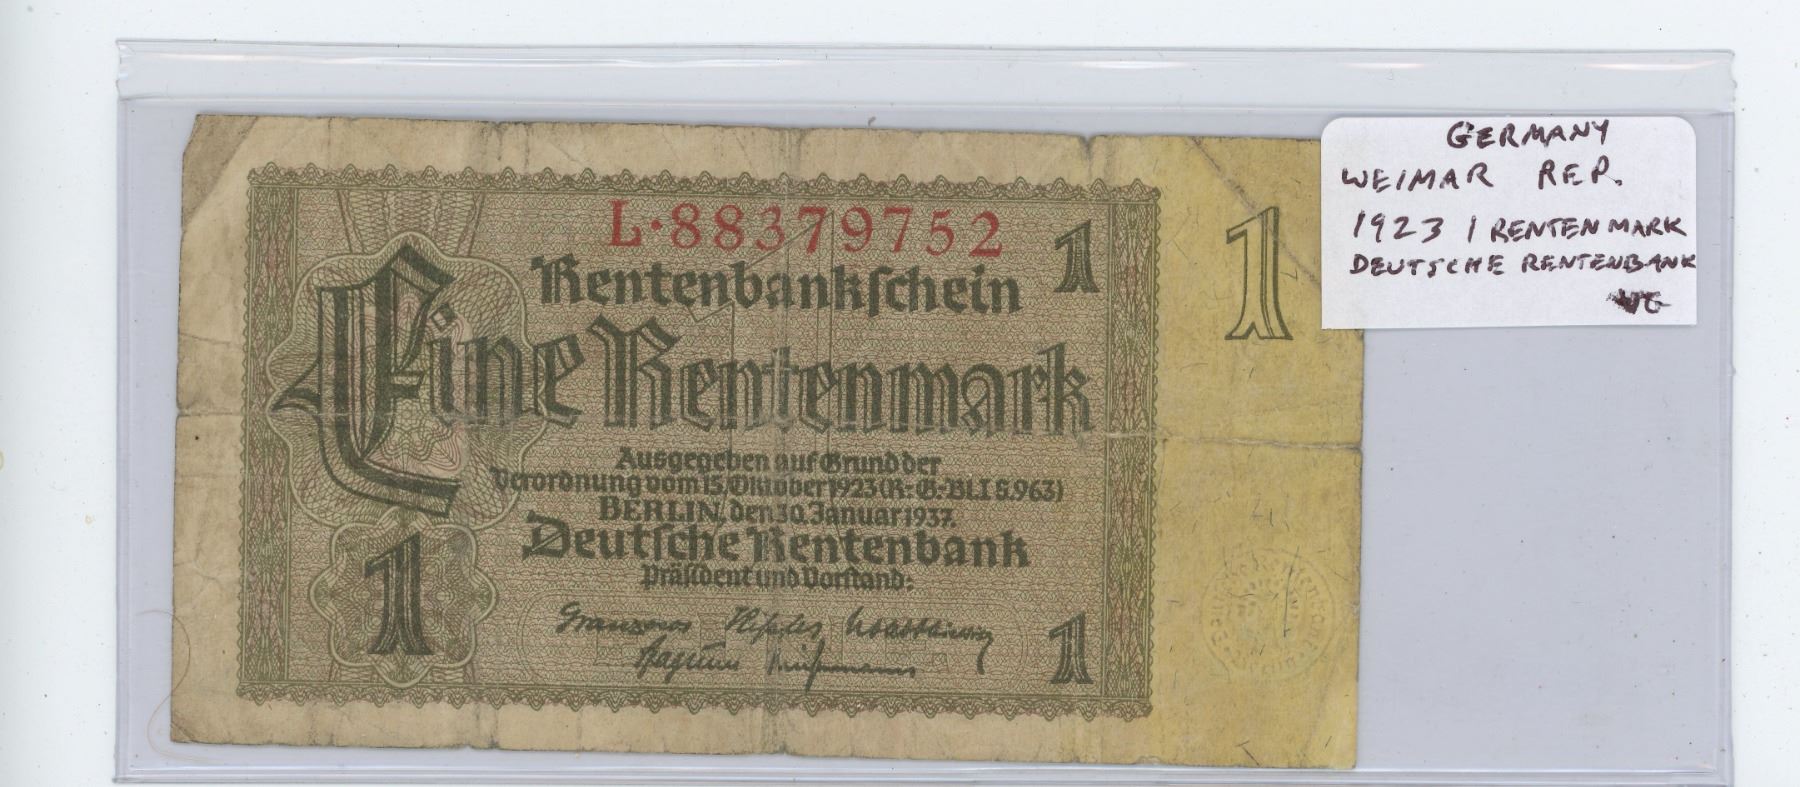 L·88379752
Rentenbankschein
1
1
Eine Rentenmark
Ausgegeben auf Grund der
Verordnung vom 15. Oktober 1923 (R.-G.-Bl. I S. 963)
BERLIN, den 30. Januar 1937.
Deutsche Rentenbank
Präsident und Vorstand:
1
1
GERMANY
WEIMAR REP.
1923 1 RENTENMARK
DEUTSCHE RENTENBANK
VG